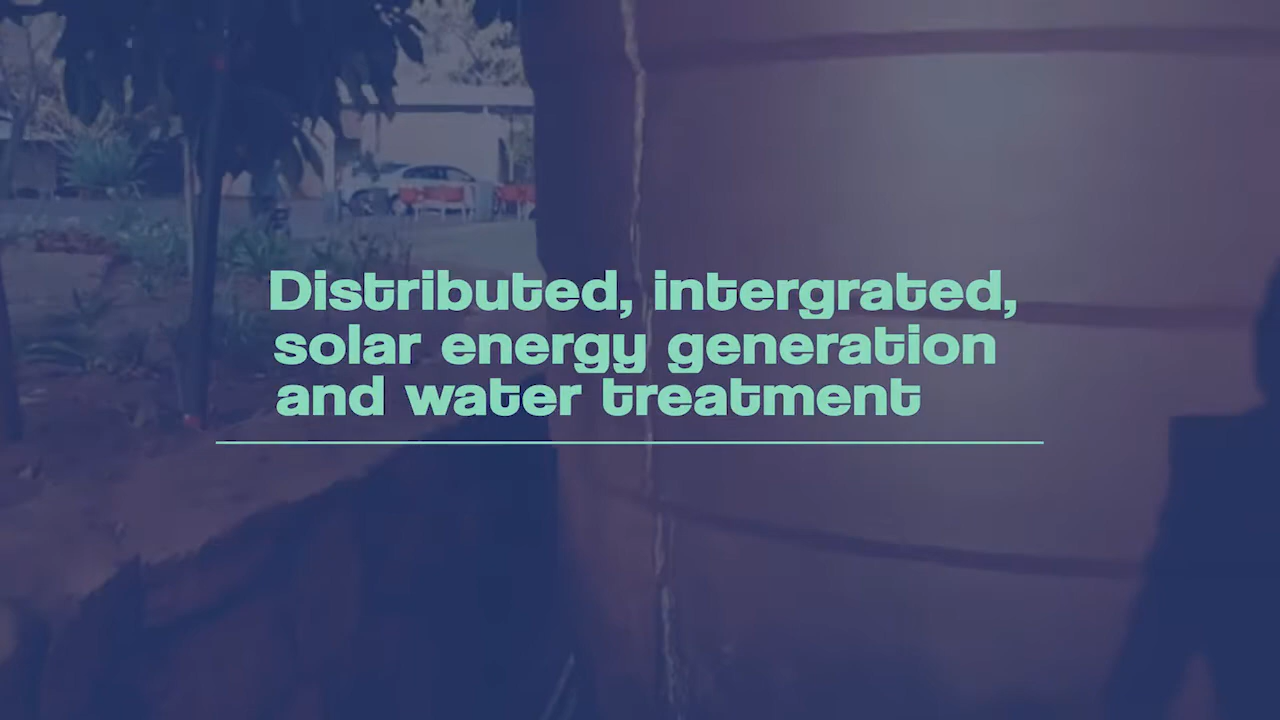 Distributed, intergrated,
solar energy generation
and water treatment